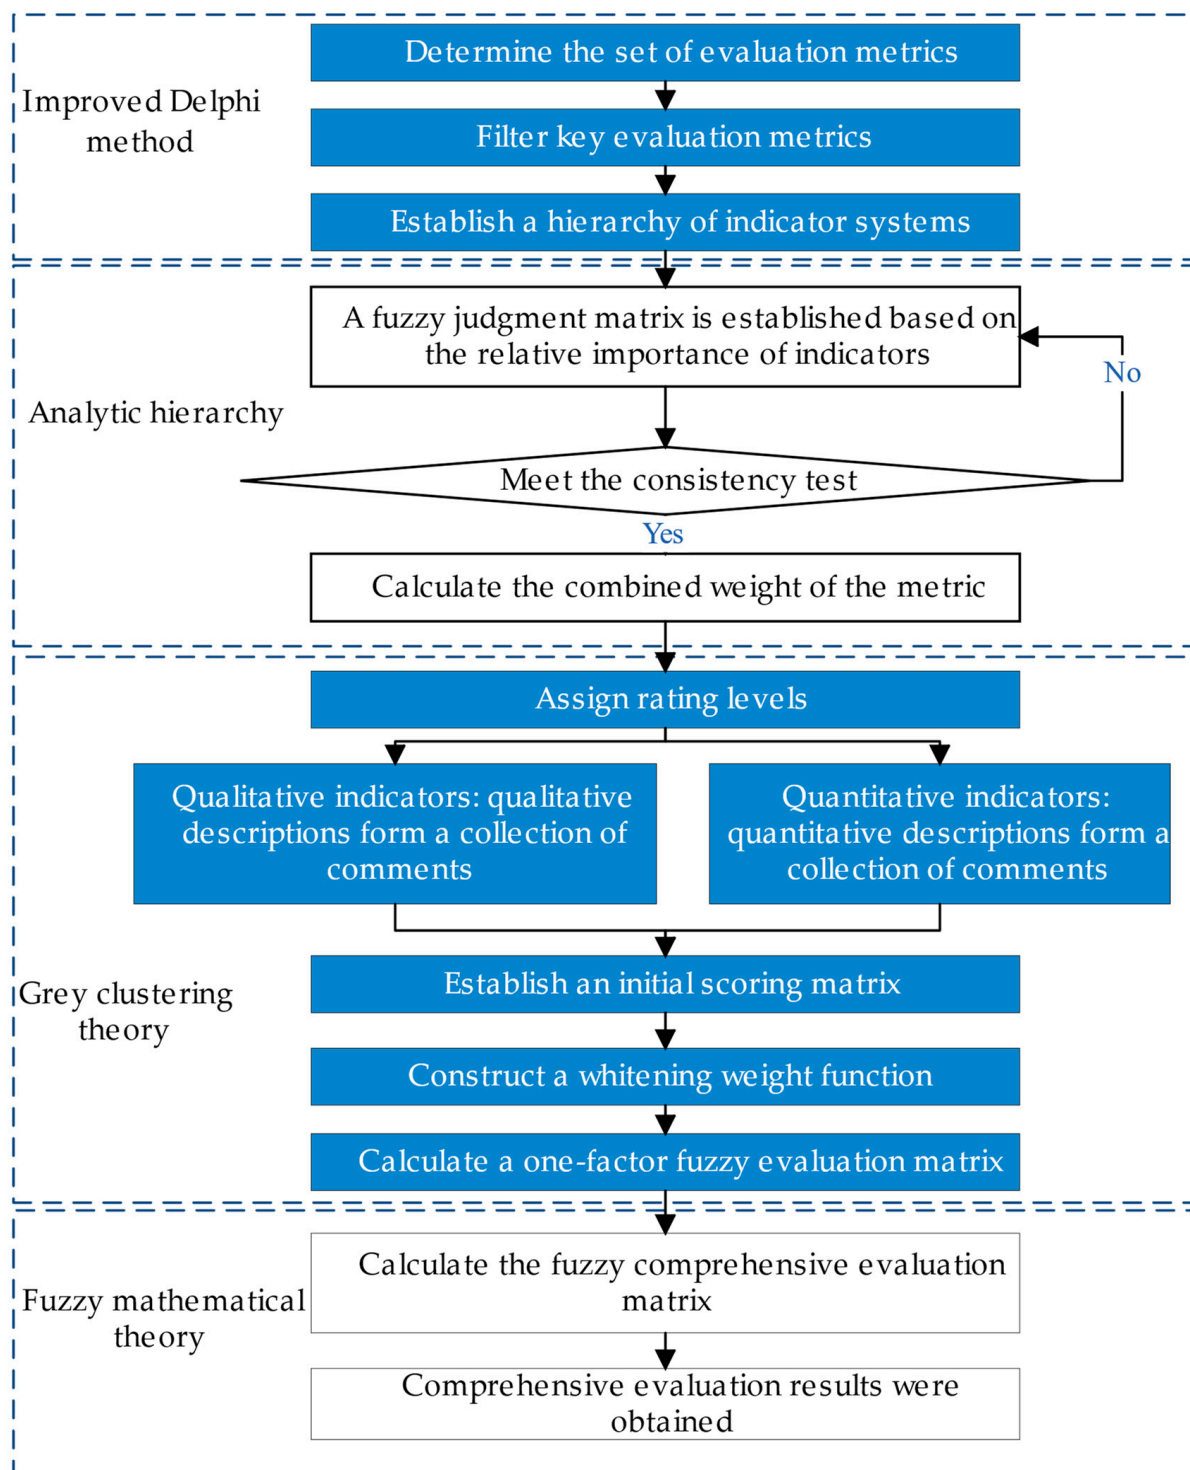 Determine the set of evaluation metrics
Improved Delphi
method
Filter key evaluation metrics
Establish a hierarchy of indicator systems
A fuzzy judgment matrix is established based on
the relative importance of indicators
No
Analytic hierarchy
Meet the consistency test
Yes
Calculate the combined weight of the metric
Assign rating levels
Qualitative indicators: qualitative
descriptions form a collection of
comments
Quantitative indicators:
quantitative descriptions form a
collection of comments
Grey clustering
theory
Establish an initial scoring matrix
Construct a whitening weight function
Calculate a one-factor fuzzy evaluation matrix
Fuzzy mathematical
theory
Calculate the fuzzy comprehensive evaluation
matrix
Comprehensive evaluation results were
obtained